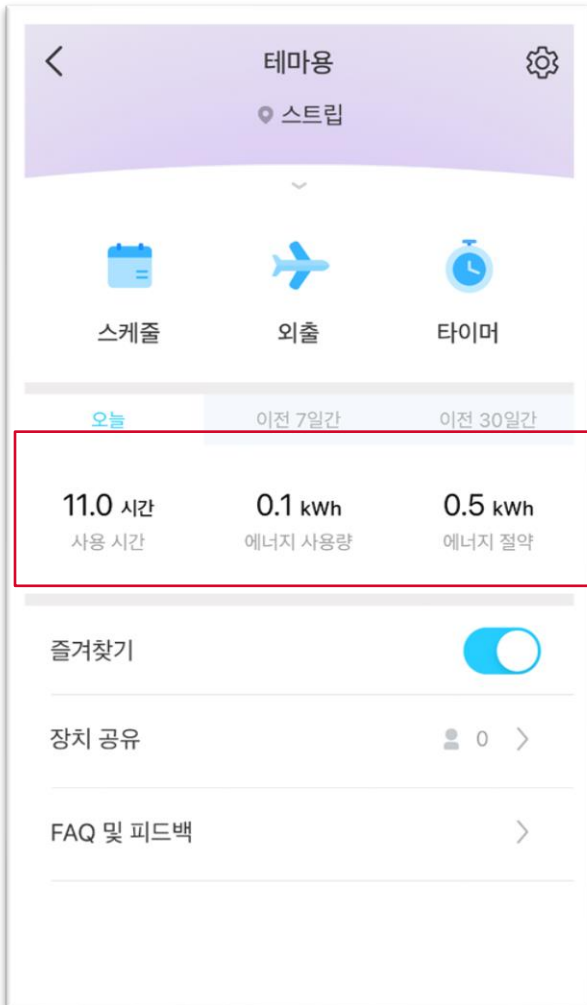 테마용
스트립
스케줄 외출 타이머
오늘 이전 7일간 이전 30일간
11.0 시간 0.1 kWh 0.5 kWh
사용 시간 에너지 사용량 에너지 절약
즐겨찾기
장치 공유 0
FAQ 및 피드백